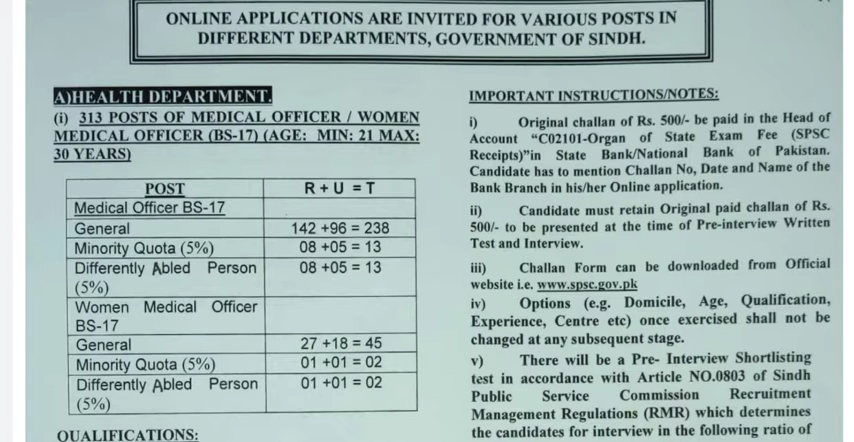 ONLINE APPLICATIONS ARE INVITED FOR VARIOUS POSTS IN
DIFFERENT DEPARTMENTS, GOVERNMENT OF SINDH.
A)HEALTH DEPARTMENT.
(i) 313 POSTS OF MEDICAL OFFICER / WOMEN
MEDICAL OFFICER (BS-17) (AGE: MIN: 21 MAX:
30 YEARS)
POST R + U = T
Medical Officer BS-17
General 142 +96 = 238
Minority Quota (5%) 08 +05 = 13
Differently Abled Person 08 +05 = 13
(5%)
Women Medical Officer
BS-17
General 27 +18 = 45
Minority Quota (5%) 01 +01 = 02
Differently Abled Person 01 +01 = 02
(5%)
QUALIFICATIONS:
IMPORTANT INSTRUCTIONS/NOTES:
i) Original challan of Rs. 500/- be paid in the Head of
Account “C02101-Organ of State Exam Fee (SPSC
Receipts)”in State Bank/National Bank of Pakistan.
Candidate has to mention Challan No, Date and Name of the
Bank Branch in his/her Online application.
ii) Candidate must retain Original paid challan of Rs.
500/- to be presented at the time of Pre-interview Written
Test and Interview.
iii) Challan Form can be downloaded from Official
website i.e. www.spsc.gov.pk
iv) Options (e.g. Domicile, Age, Qualification,
Experience, Centre etc) once exercised shall not be
changed at any subsequent stage.
v) There will be a Pre- Interview Shortlisting
test in accordance with Article NO.0803 of Sindh
Public Service Commission Recruitment
Management Regulations (RMR) which determines
the candidates for interview in the following ratio of